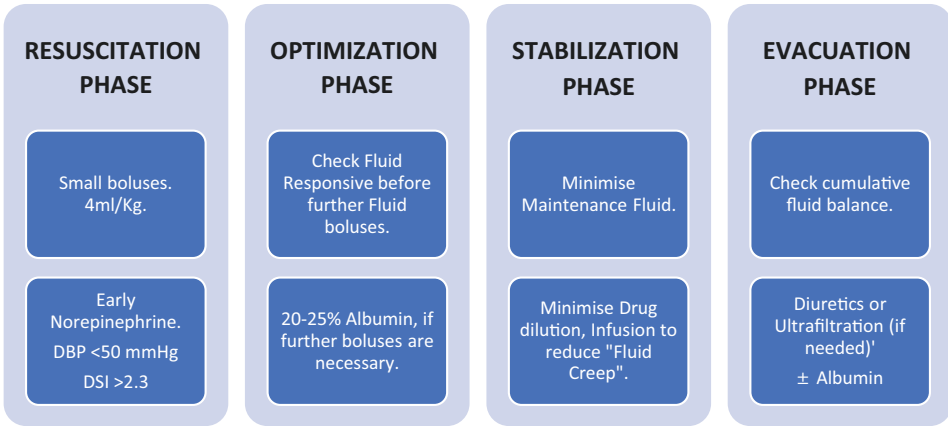 RESUSCITATION
PHASE
Small boluses.
4ml/Kg.
Early
Norepinephrine.
DBP <50 mmHg
DSI >2.3
OPTIMIZATION
PHASE
Check Fluid
Responsive before
further Fluid
boluses.
20-25% Albumin, if
further boluses are
necessary.
STABILIZATION
PHASE
Minimise
Maintenance Fluid.
Minimise Drug
dilution, Infusion to
reduce "Fluid
Creep".
EVACUATION
PHASE
Check cumulative
fluid balance.
Diuretics or
Ultrafiltration (if
needed)'
± Albumin